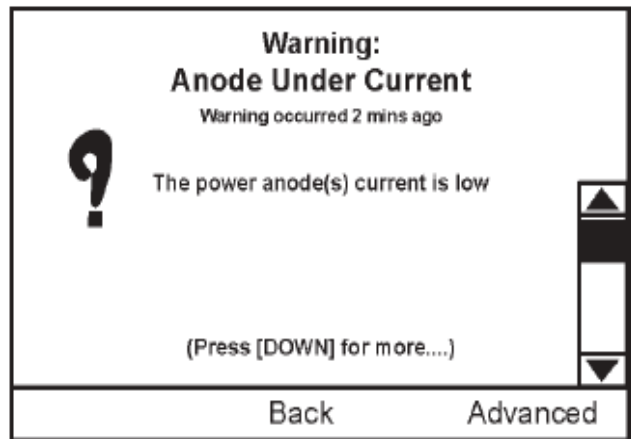 Warning:
Anode Under Current
Warning occurred 2 mins ago
The power anode(s) current is low
(Press [DOWN] for more....)
Back Advanced